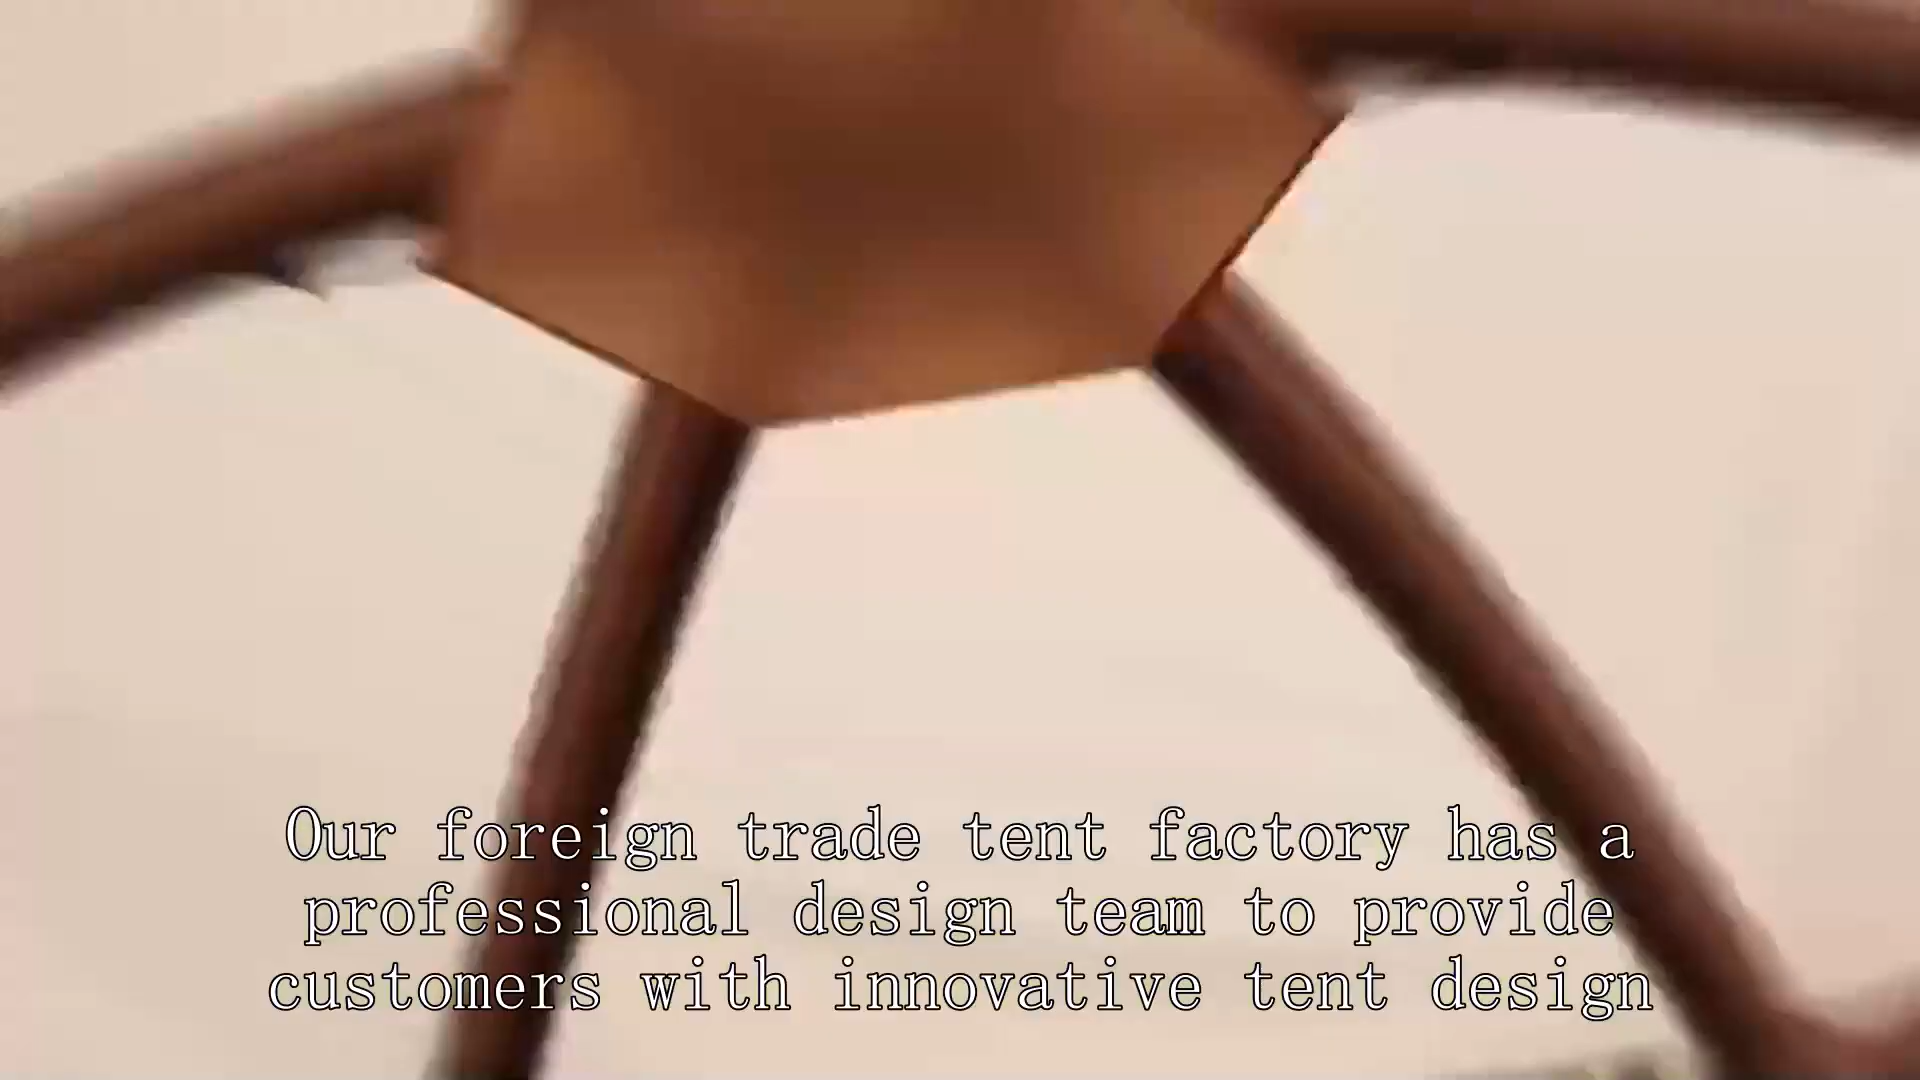 Our foreign trade tent factory has a
professional design team to provide
customers with innovative tent design